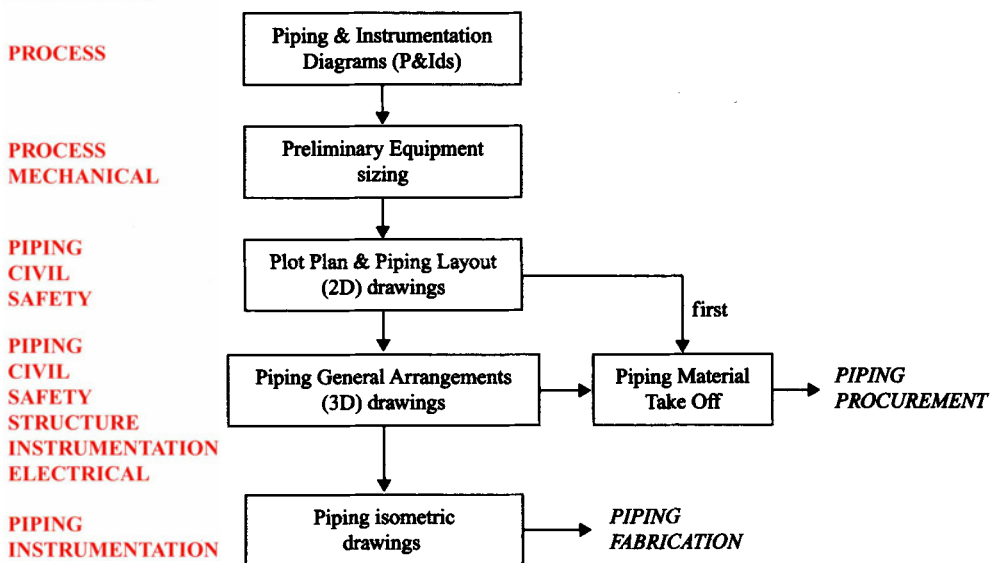 PROCESS
Piping & Instrumentation
Diagrams (P&Ids)
PROCESS
MECHANICAL
Preliminary Equipment
sizing
PIPING
CIVIL
SAFETY
Plot Plan & Piping Layout
(2D) drawings
first
PIPING
CIVIL
SAFETY
STRUCTURE
INSTRUMENTATION
ELECTRICAL
Piping General Arrangements
(3D) drawings
Piping Material
Take Off
PIPING
PROCUREMENT
PIPING
INSTRUMENTATION
Piping isometric
drawings
PIPING
FABRICATION